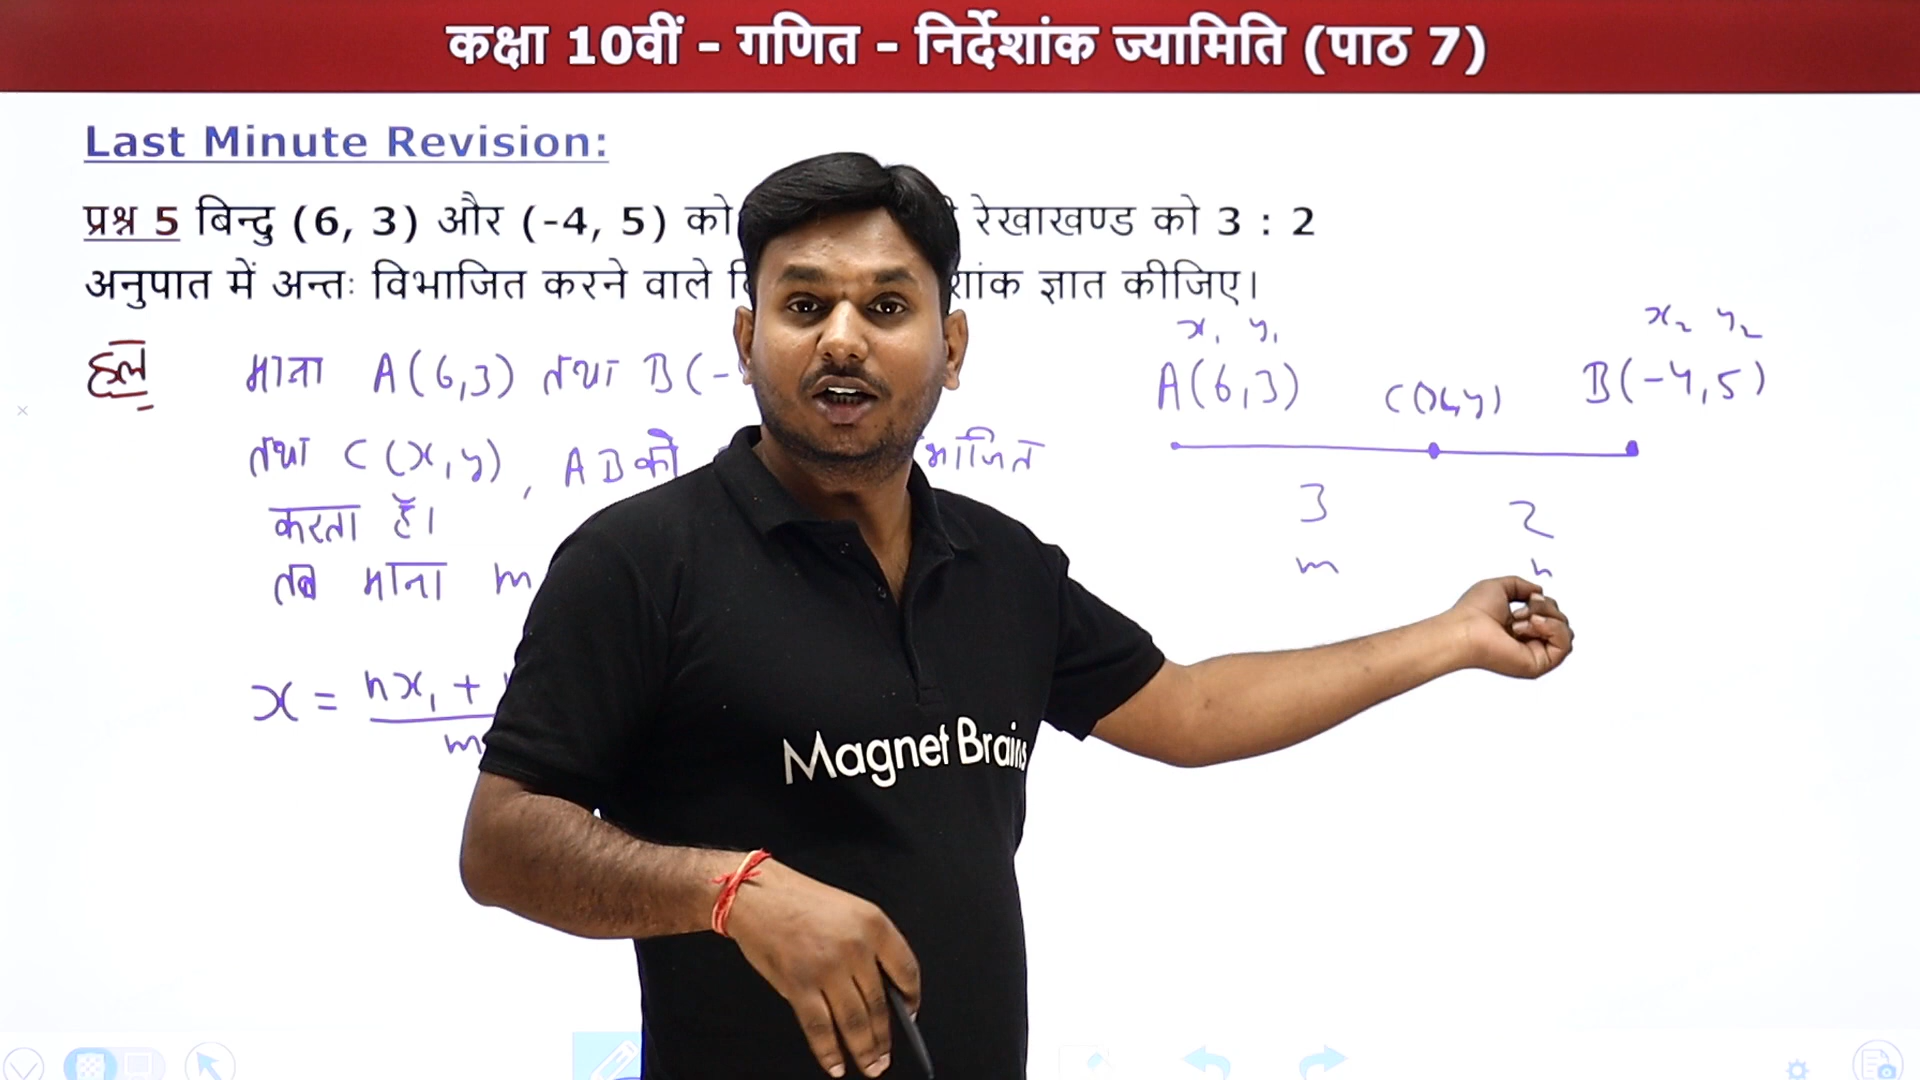 कक्षा 10वीं - गणित - निर्देशांक ज्यामिति (पाठ 7)
Last Minute Revision:
प्रश्न 5 बिन्दु (6, 3) और (-4, 5) को रेखाखण्ड को 3 : 2
अनुपात में अन्तः विभाजित करने वाले ज्ञात कीजिए।
हल माना A(6,3) तथा B(-
तथा C(x,y), AB को
करता है।
तब माना m
x = nx₁ +
m
x₁ y₁
A(6,3)
C(x,y)
x₂ y₂
B(-4,5)
3 2
m n
Magnet Brains